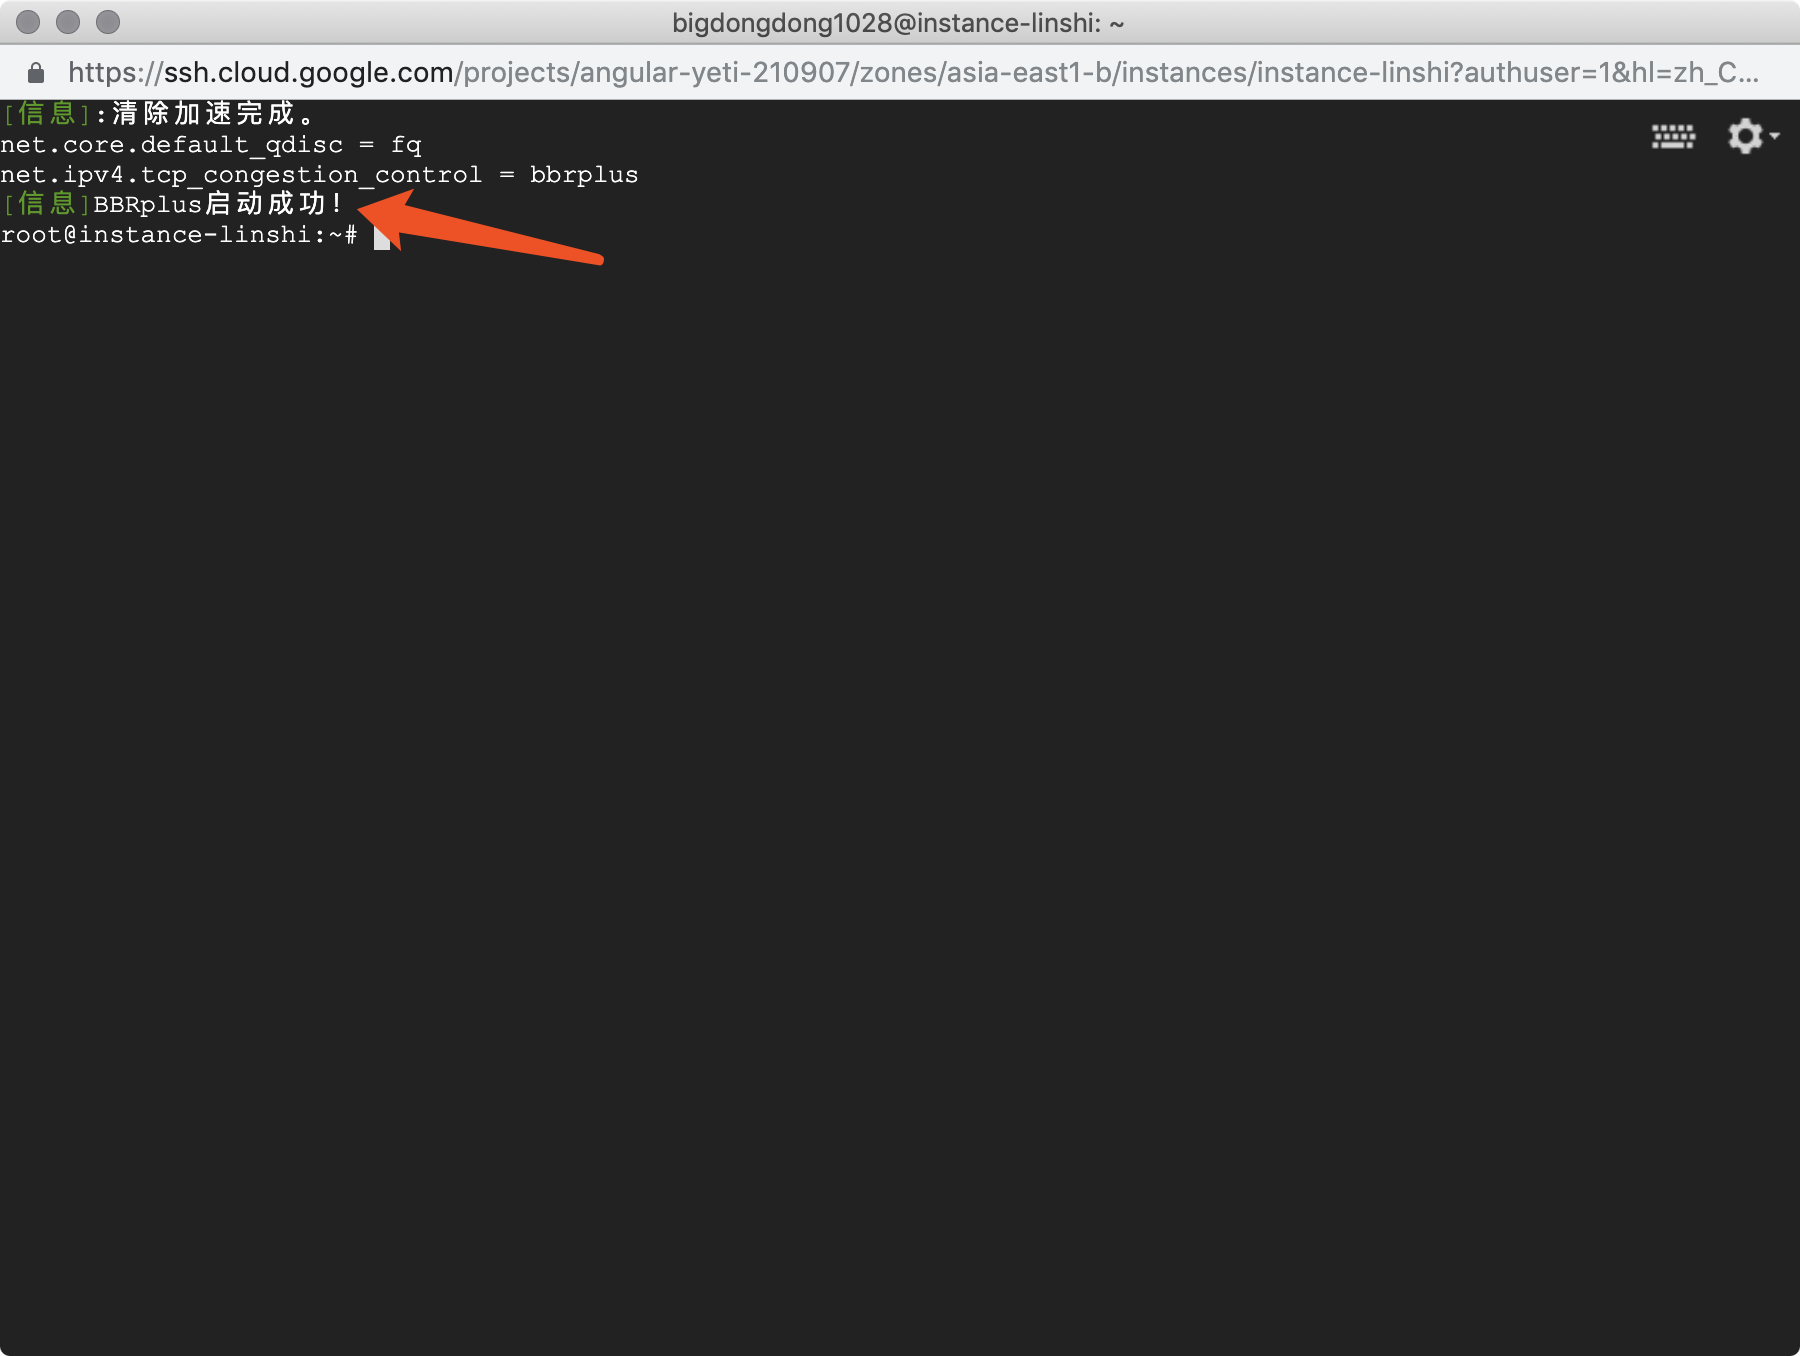 bigdongdong1028@instance-linshi: ~
https://ssh.cloud.google.com/projects/angular-yeti-210907/zones/asia-east1-b/instances/instance-linshi?authuser=1&hl=zh_C...
[信息]:清除加速完成。
net.core.default_qdisc = fq
net.ipv4.tcp_congestion_control = bbrplus
[信息]BBRplus启动成功！
root@instance-linshi:~#